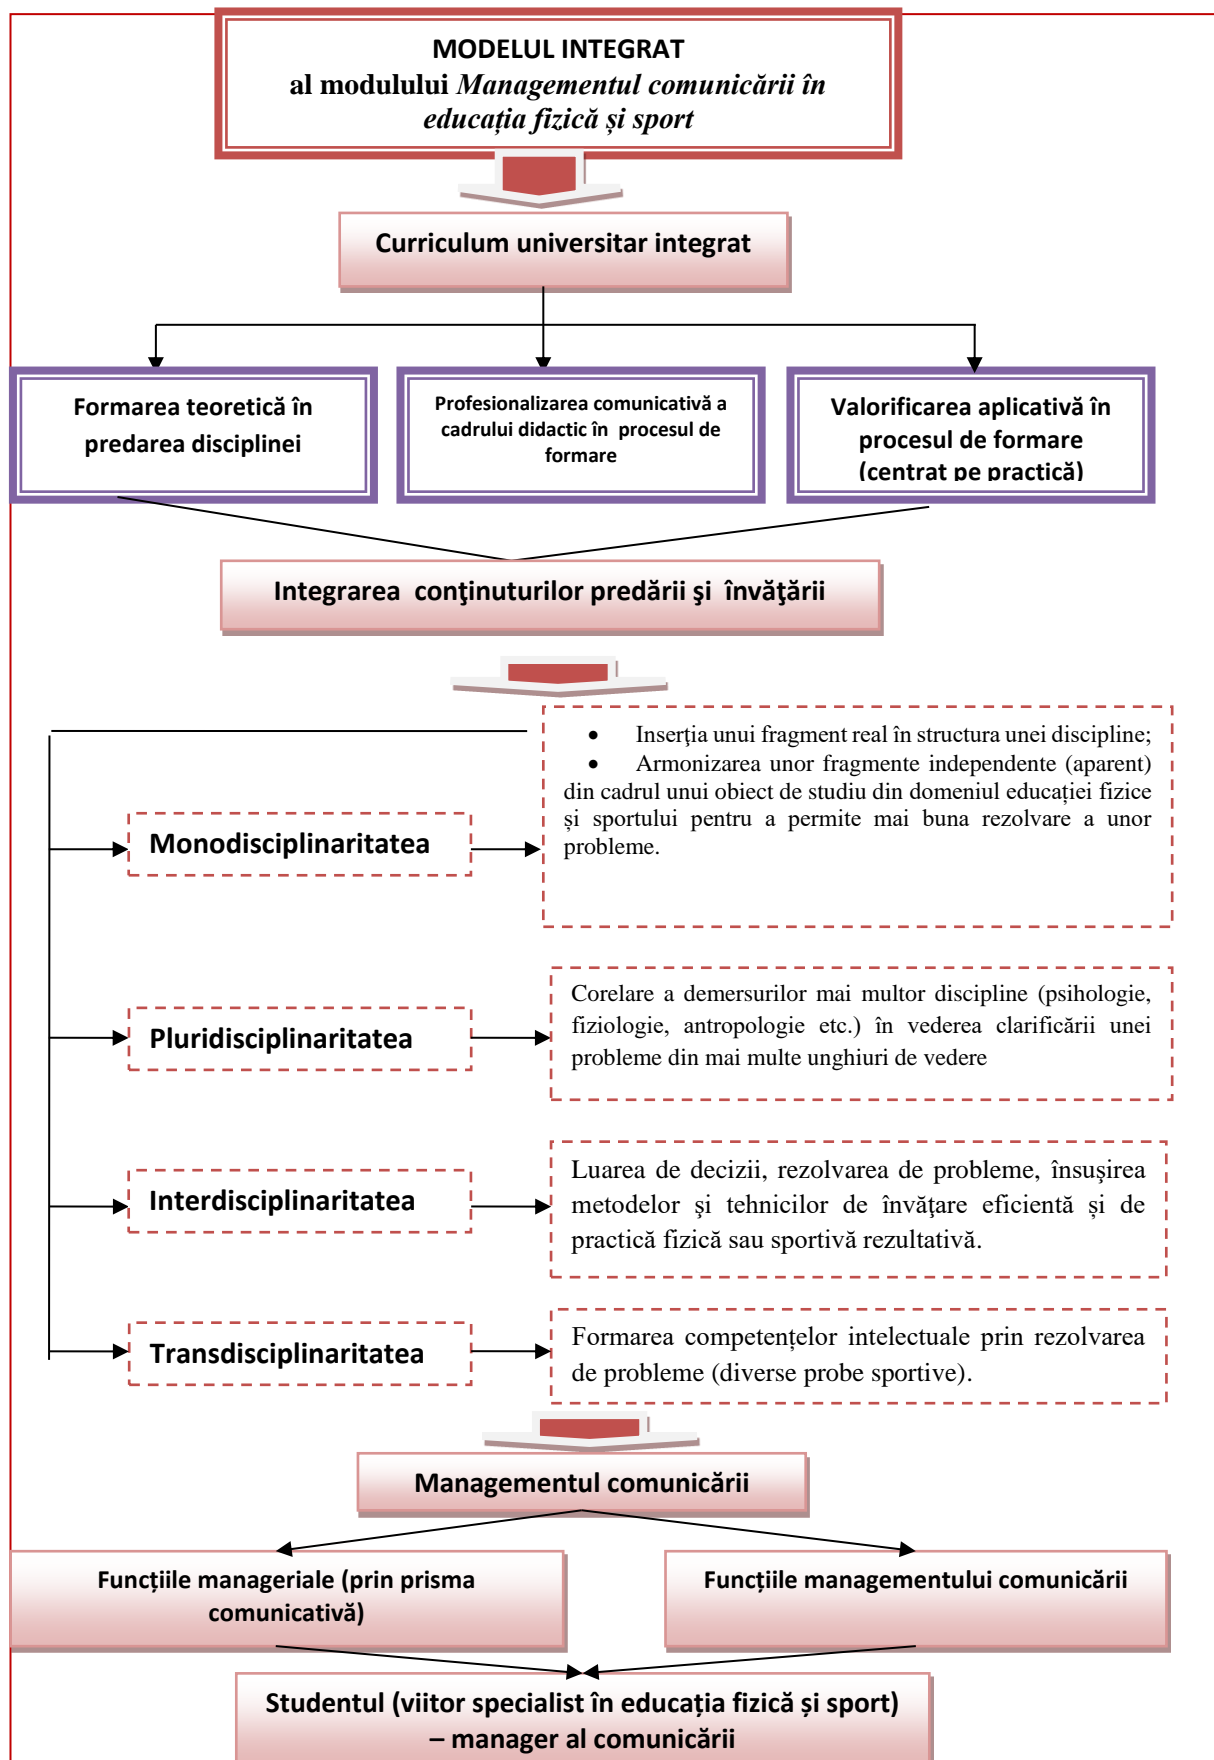 MODELUL INTEGRAT
al modulului Managementul comunicării în
educația fizică și sport
Curriculum universitar integrat
Formarea teoretică în
predarea disciplinei
Profesionalizarea comunicativă a
cadrului didactic în procesul de
formare
Valorificarea aplicativă în
procesul de formare
(centrat pe practică)
Integrarea conţinuturilor predării şi învăţării
• Inserţia unui fragment real în structura unei discipline;
• Armonizarea unor fragmente independente (aparent)
din cadrul unui obiect de studiu din domeniul educației fizice
și sportului pentru a permite mai buna rezolvare a unor
probleme.
Monodisciplinaritatea
Corelare a demersurilor mai multor discipline (psihologie,
fiziologie, antropologie etc.) în vederea clarificării unei
probleme din mai multe unghiuri de vedere
Pluridisciplinaritatea
Luarea de decizii, rezolvarea de probleme, însuşirea
metodelor şi tehnicilor de învăţare eficientă și de
practică fizică sau sportivă rezultativă.
Interdisciplinaritatea
Formarea competențelor intelectuale prin rezolvarea
de probleme (diverse probe sportive).
Transdisciplinaritatea
Managementul comunicării
Funcțiile manageriale (prin prisma
comunicativă)
Funcțiile managementului comunicării
Studentul (viitor specialist în educația fizică și sport)
– manager al comunicării